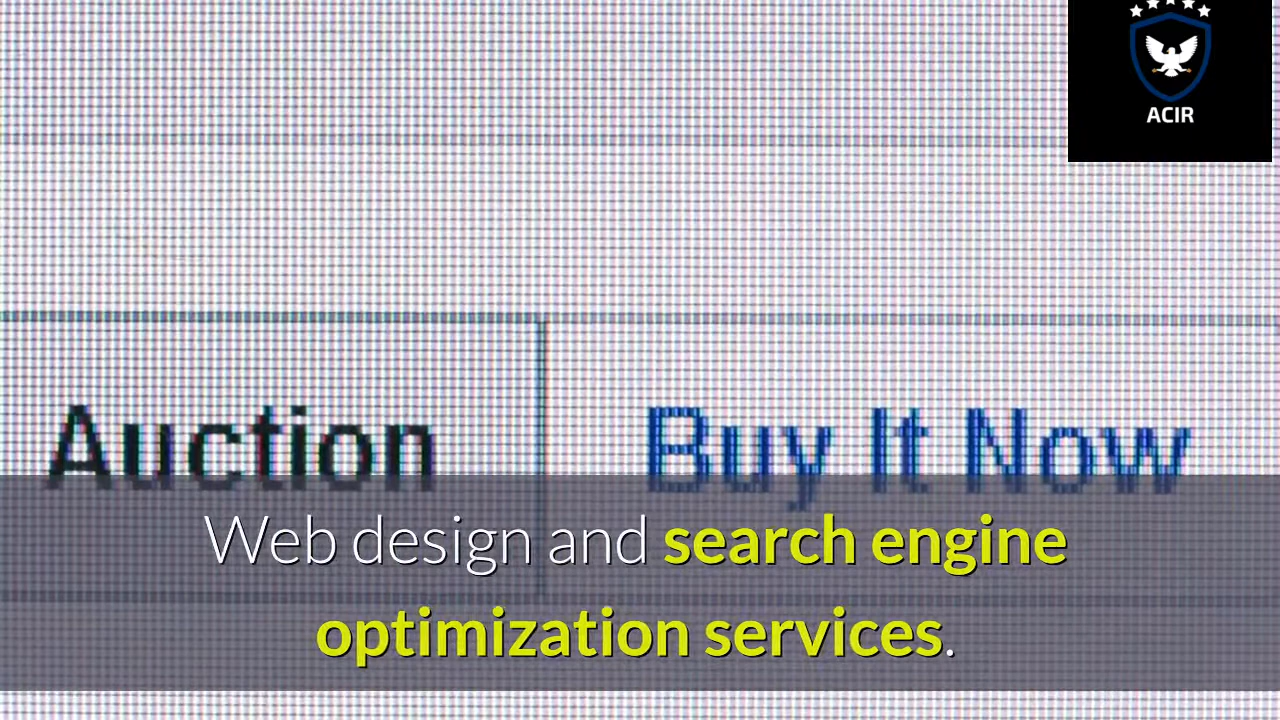 ACIR
Auction
Buy It Now
Web design and search engine
optimization services.